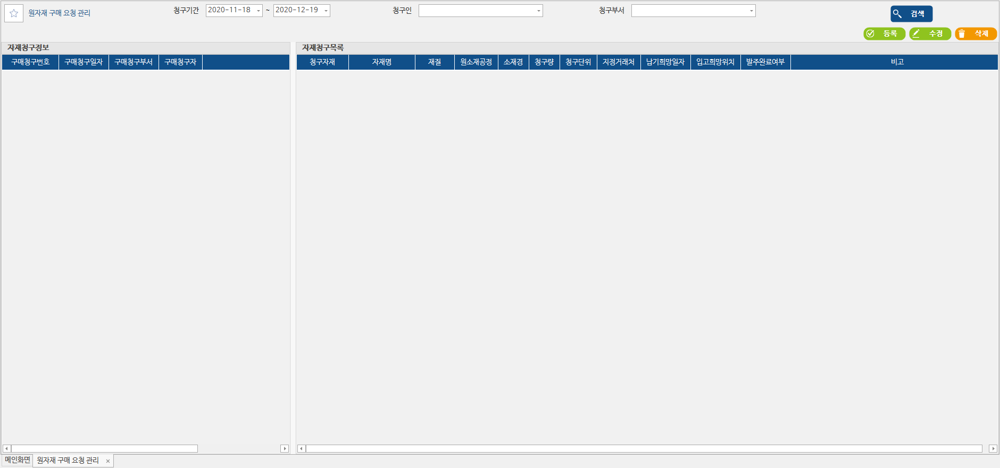 원자재 구매 요청 관리
청구기간 2020-11-18 ~ 2020-12-19 청구인 청구부서 검색
등록 수정 삭제
자재청구정보
구매청구번호 구매청구일자 구매청구부서 구매청구자
자재청구목록
청구자재 자재명 재질 원소재공정 소재경 청구량 청구단위 지정거래처 납기희망일자 입고희망위치 발주완료여부 비고
메인화면 원자재 구매 요청 관리 ×